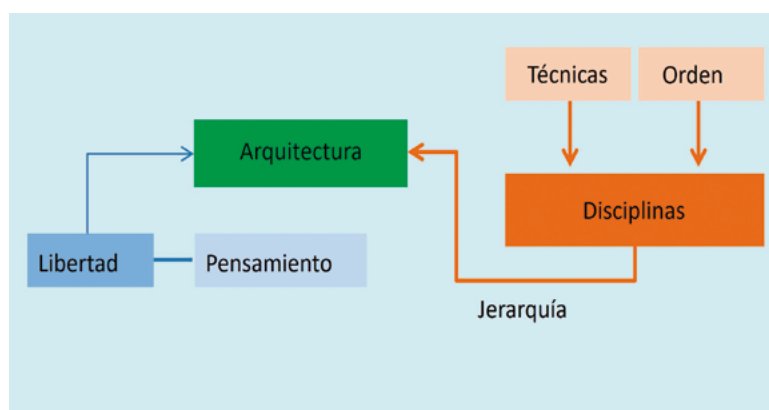 Técnicas
Orden
Arquitectura
Disciplinas
Libertad
Pensamiento
Jerarquía